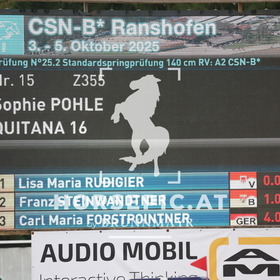 CSN-B* Ranshofen
3. - 5. Oktober 2025
rüfung N°25.2 Standardspringprüfung 140 cm RV: A2 CSN-B*
Nr. 15 Z355
Sophie POHLE
QUITANA 16
1 Lisa Maria RUDIGIER V 0.0
2 Franz STEINWANDTNER B 1.0
3 Carl Maria FORSTPOINTNER GER 4.0
AUDIO MOBIL
Interactive Thinking